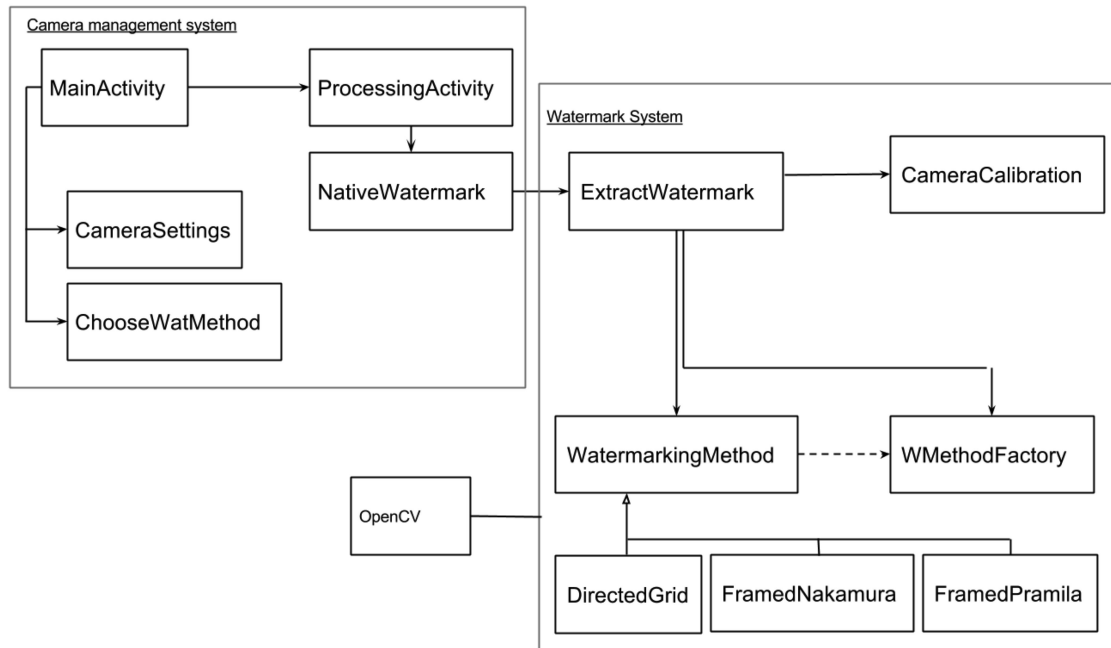 Camera management system
MainActivity
ProcessingActivity
Watermark System
NativeWatermark
ExtractWatermark
CameraCalibration
CameraSettings
ChooseWatMethod
WatermarkingMethod
WMethodFactory
OpenCV
DirectedGrid
FramedNakamura
FramedPramila